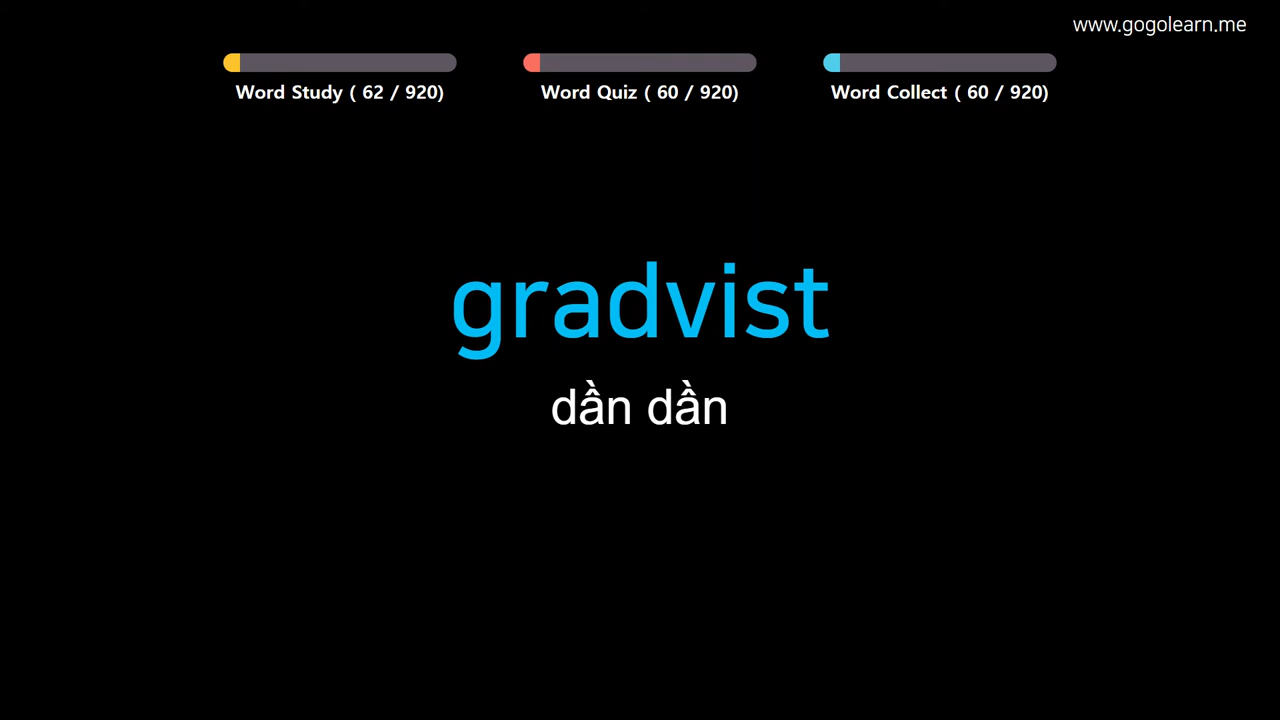 www.gogolearn.me
Word Study ( 62 / 920)
Word Quiz ( 60 / 920)
Word Collect ( 60 / 920)
gradvist
dần dần